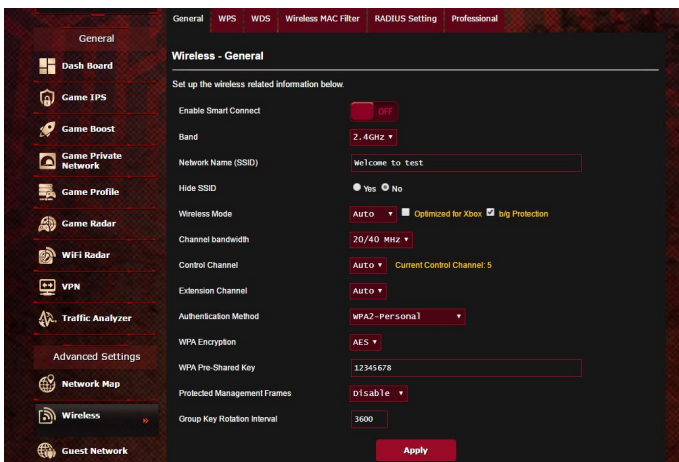 General WPS WDS Wireless MAC Filter RADIUS Setting Professional
General
Dash Board
Game IPS
Game Boost
Game Private
Network
Game Profile
Game Radar
WiFi Radar
VPN
Traffic Analyzer
Advanced Settings
Network Map
Wireless
Guest Network
Wireless - General
Set up the wireless related information below.
Enable Smart Connect OFF
Band 2.4GHz
Network Name (SSID) Welcome to test
Hide SSID Yes No
Wireless Mode Auto Optimized for Xbox b/g Protection
Channel bandwidth 20/40 MHz
Control Channel Auto Current Control Channel: 5
Extension Channel Auto
Authentication Method WPA2-Personal
WPA Encryption AES
WPA Pre-Shared Key 12345678
Protected Management Frames Disable
Group Key Rotation Interval 3600
Apply